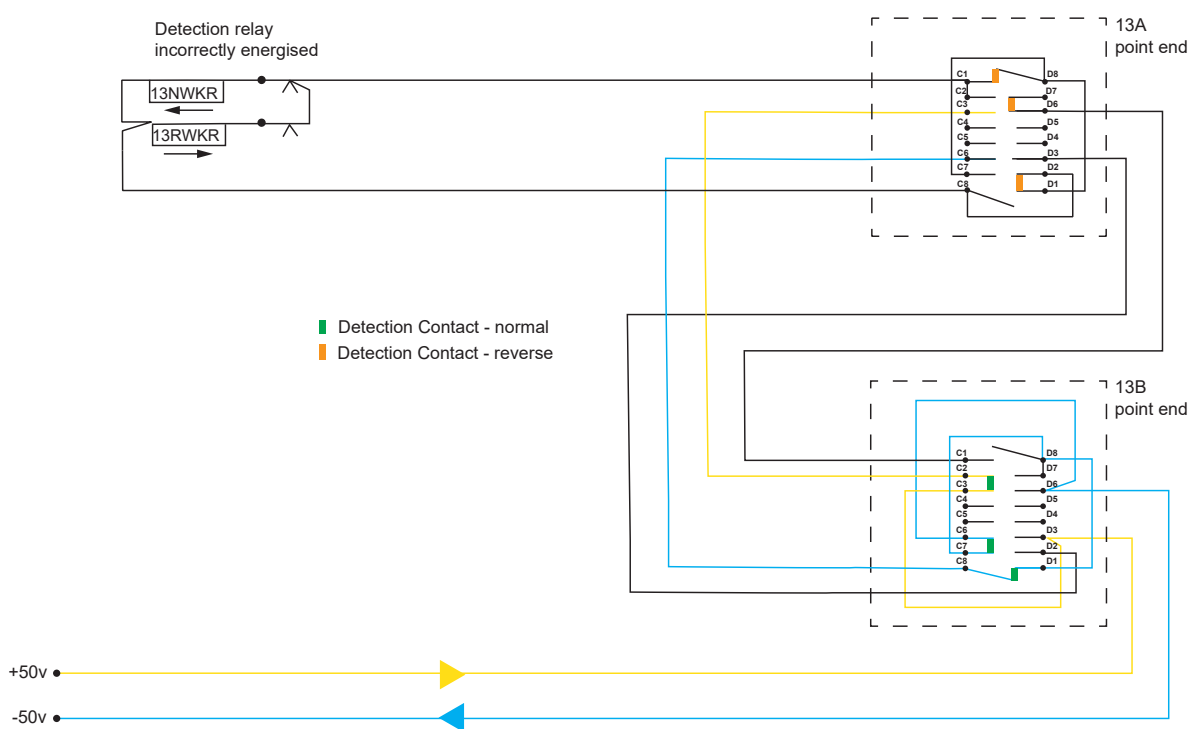 Detection relay
incorrectly energised
13NWKR
13RWKR
13A
point end
C1
C2
C3
C4
C5
C6
C7
C8
D8
D7
D6
D5
D4
D3
D2
D1
Detection Contact - normal
Detection Contact - reverse
13B
point end
C1
C2
C3
C4
C5
C6
C7
C8
D8
D7
D6
D5
D4
D3
D2
D1
+50v
-50v